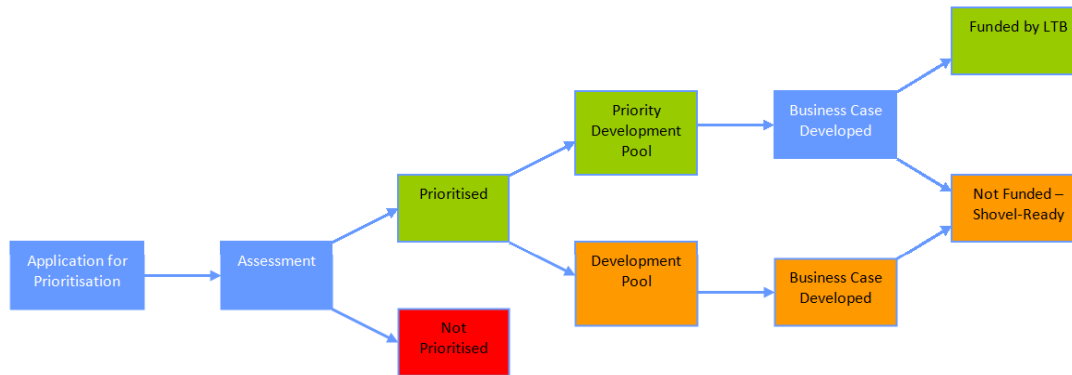 Application for
Prioritisation
Assessment
Prioritised
Not
Prioritised
Priority
Development
Pool
Development
Pool
Business Case
Developed
Business Case
Developed
Funded by LTB
Not Funded –
Shovel-Ready